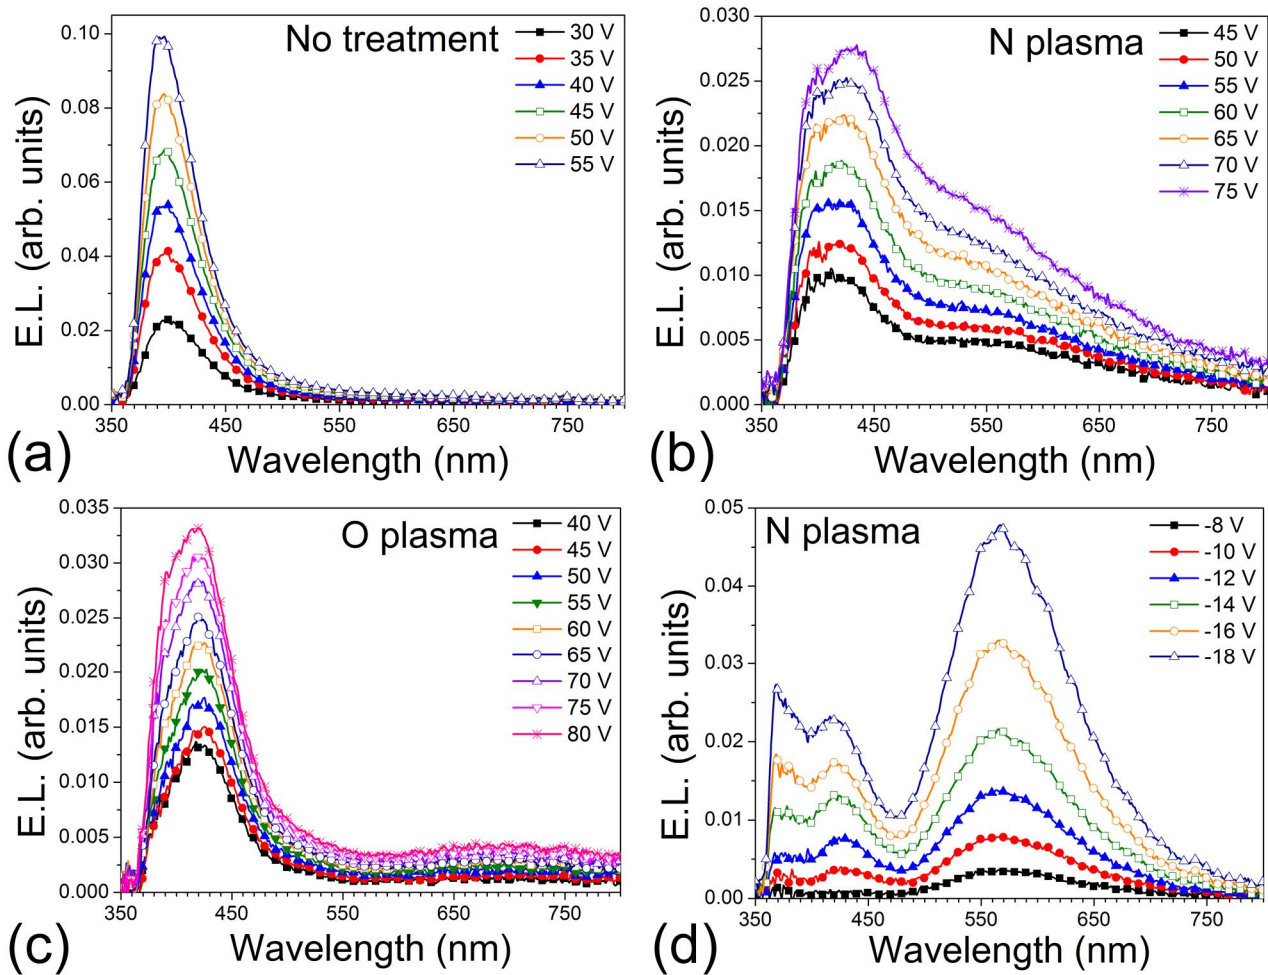 No treatment
30 V
35 V
40 V
45 V
50 V
55 V
0.10
0.08
0.06
0.04
0.02
0.00
350
450
550
650
750
E.L. (arb. units)
Wavelength (nm)
(a)
N plasma
45 V
50 V
55 V
60 V
65 V
70 V
75 V
0.030
0.025
0.020
0.015
0.010
0.005
0.000
350
450
550
650
750
E.L. (arb. units)
Wavelength (nm)
(b)
O plasma
40 V
45 V
50 V
55 V
60 V
65 V
70 V
75 V
80 V
0.035
0.030
0.025
0.020
0.015
0.010
0.005
0.000
350
450
550
650
750
E.L. (arb. units)
Wavelength (nm)
(c)
N plasma
-8 V
-10 V
-12 V
-14 V
-16 V
-18 V
0.05
0.04
0.03
0.02
0.01
0.00
350
450
550
650
750
E.L. (arb. units)
Wavelength (nm)
(d)